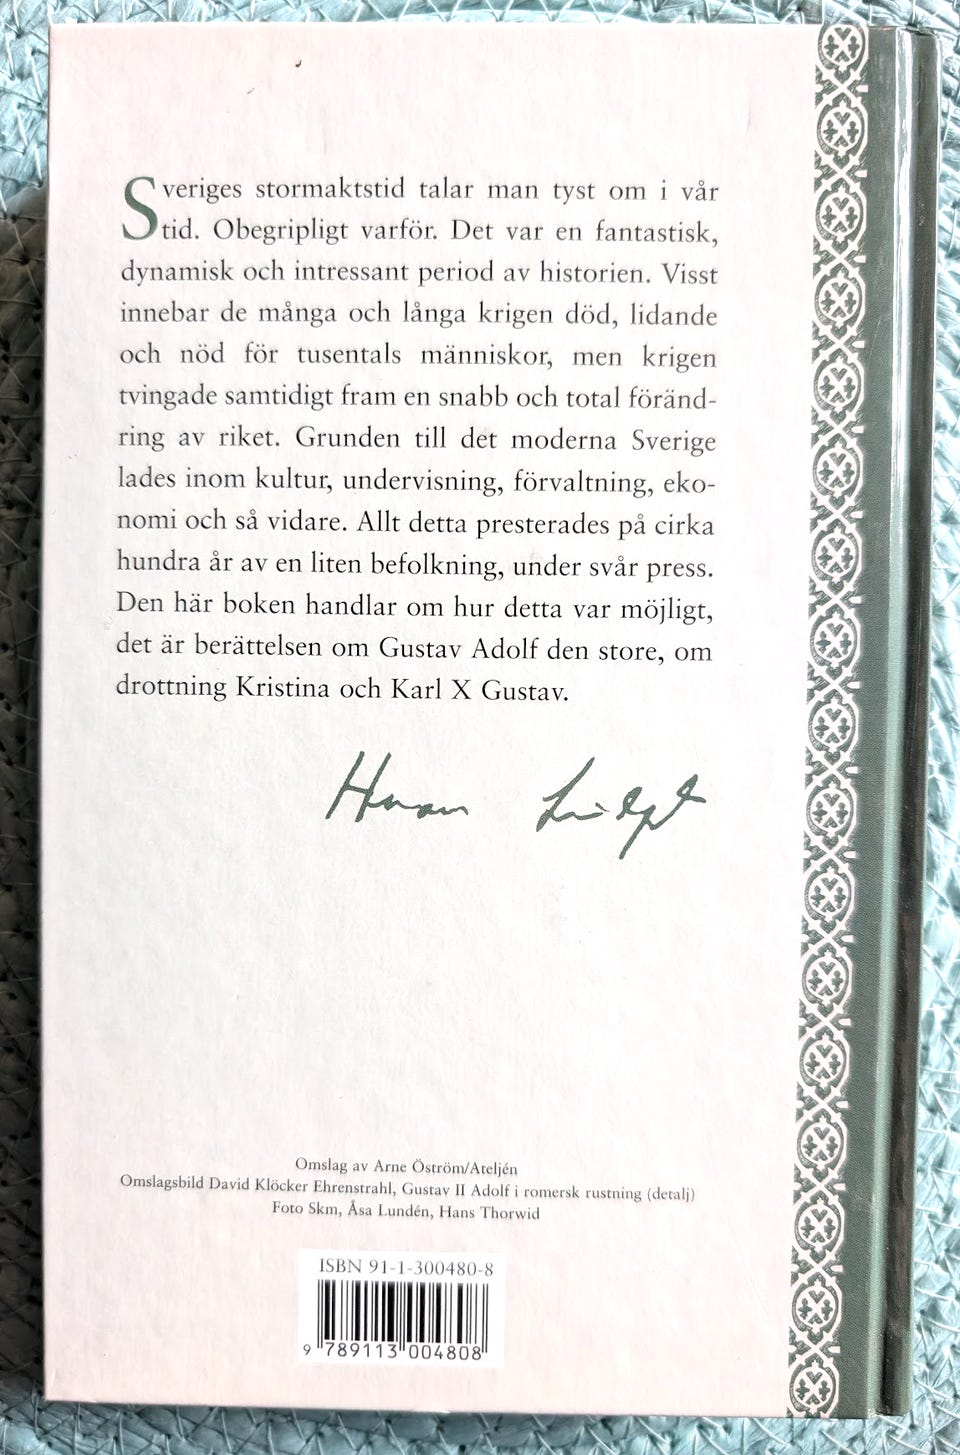 Sveriges stormaktstid talar man tyst om i vår
tid. Obegripligt varför. Det var en fantastisk,
dynamisk och intressant period av historien. Visst
innebar de många och långa krigen död, lidande
och nöd för tusentals människor, men krigen
tvingade samtidigt fram en snabb och total föränd-
ring av riket. Grunden till det moderna Sverige
lades inom kultur, undervisning, förvaltning, eko-
nomi och så vidare. Allt detta presterades på cirka
hundra år av en liten befolkning, under svår press.
Den här boken handlar om hur detta var möjligt,
det är berättelsen om Gustav Adolf den store, om
drottning Kristina och Karl X Gustav.
Omslag av Arne Öström/Ateljén
Omslagsbild David Klöcker Ehrenstrahl, Gustav II Adolf i romersk rustning (detalj)
Foto Skm, Åsa Lundén, Hans Thorwid
ISBN 91-1-300480-8
9 789113 004808